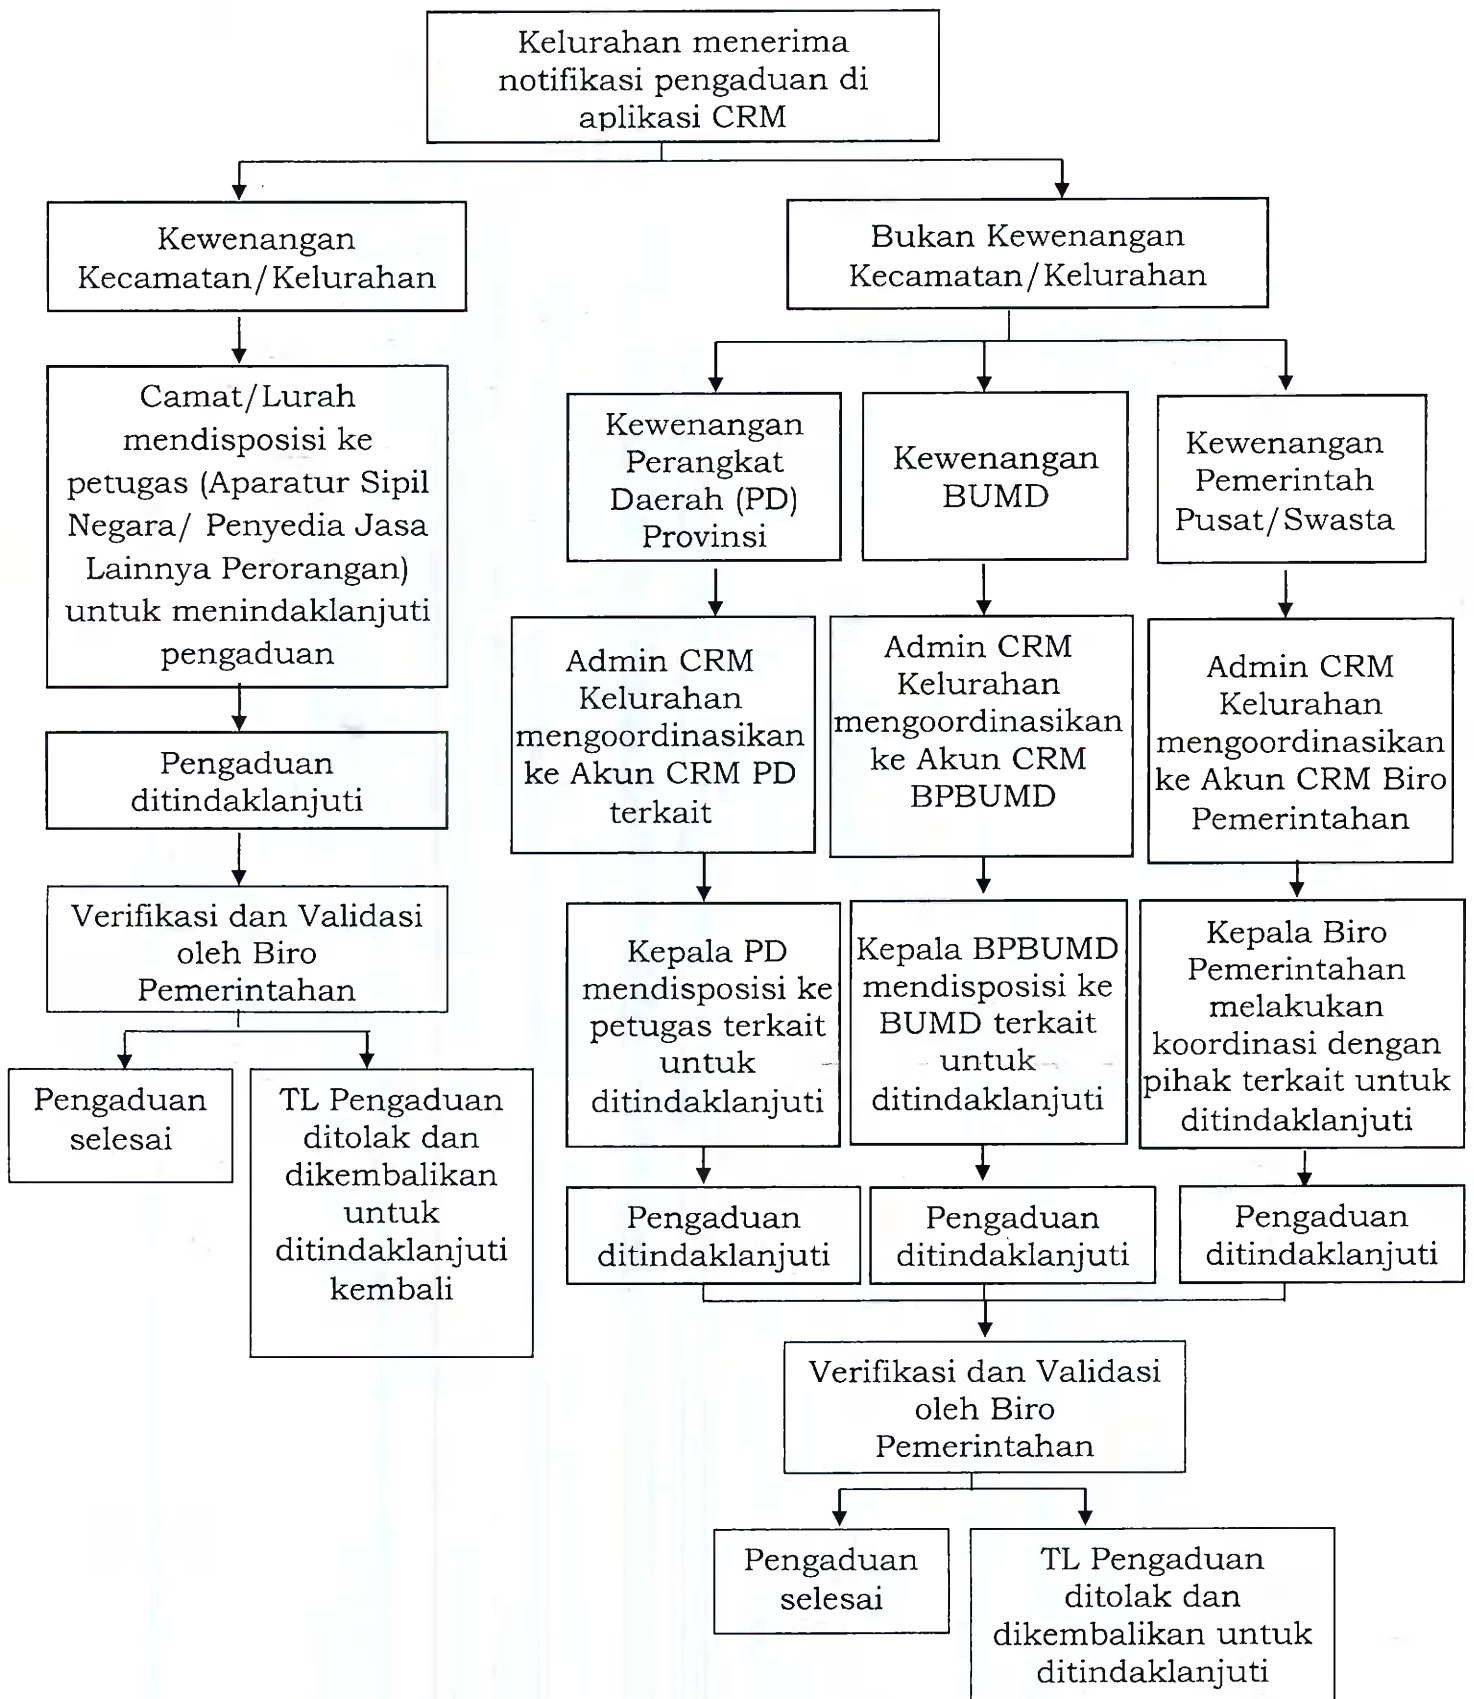 Kelurahan menerima
notifikasi pengaduan di
aplikasi CRM
Kewenangan
Kecamatan/Kelurahan
Bukan Kewenangan
Kecamatan/Kelurahan
Camat/Lurah
mendisposisi ke
petugas (Aparatur Sipil
Negara/ Penyedia Jasa
Lainnya Perorangan)
untuk menindaklanjuti
pengaduan
Kewenangan
Perangkat
Daerah (PD)
Provinsi
Kewenangan
BUMD
Kewenangan
Pemerintah
Pusat/Swasta
Admin CRM
Kelurahan
mengoordinasikan
ke Akun CRM PD
terkait
Admin CRM
Kelurahan
mengoordinasikan
ke Akun CRM
BPBUMD
Admin CRM
Kelurahan
mengoordinasikan
ke Akun CRM Biro
Pemerintahan
Pengaduan
ditindaklanjuti
Verifikasi dan Validasi
oleh Biro
Pemerintahan
Kepala PD
mendisposisi ke
petugas terkait
untuk
ditindaklanjuti
Kepala BPBUMD
mendisposisi ke
BUMD terkait
untuk
ditindaklanjuti
Kepala Biro
Pemerintahan
melakukan
koordinasi dengan
pihak terkait untuk
ditindaklanjuti
Pengaduan
selesai
TL Pengaduan
ditolak dan
dikembalikan
untuk
ditindaklanjuti
kembali
Pengaduan
ditindaklanjuti
Pengaduan
ditindaklanjuti
Pengaduan
ditindaklanjuti
Verifikasi dan Validasi
oleh Biro
Pemerintahan
Pengaduan
selesai
TL Pengaduan
ditolak dan
dikembalikan untuk
ditindaklanjuti